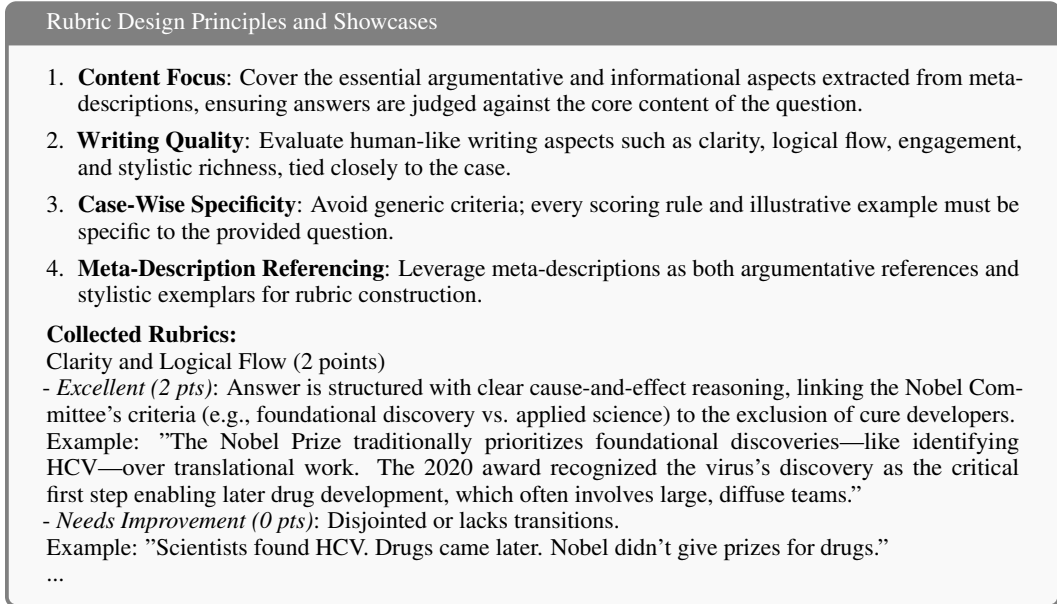 Rubric Design Principles and Showcases
1. Content Focus: Cover the essential argumentative and informational aspects extracted from meta-
descriptions, ensuring answers are judged against the core content of the question.
2. Writing Quality: Evaluate human-like writing aspects such as clarity, logical flow, engagement,
and stylistic richness, tied closely to the case.
3. Case-Wise Specificity: Avoid generic criteria; every scoring rule and illustrative example must be
specific to the provided question.
4. Meta-Description Referencing: Leverage meta-descriptions as both argumentative references and
stylistic exemplars for rubric construction.
Collected Rubrics:
Clarity and Logical Flow (2 points)
- Excellent (2 pts): Answer is structured with clear cause-and-effect reasoning, linking the Nobel Com-
mittee's criteria (e.g., foundational discovery vs. applied science) to the exclusion of cure developers.
Example: ”The Nobel Prize traditionally prioritizes foundational discoveries—like identifying
HCV—over translational work. The 2020 award recognized the virus's discovery as the critical
first step enabling later drug development, which often involves large, diffuse teams.”
- Needs Improvement (0 pts): Disjointed or lacks transitions.
Example: ”Scientists found HCV. Drugs came later. Nobel didn't give prizes for drugs.”
...